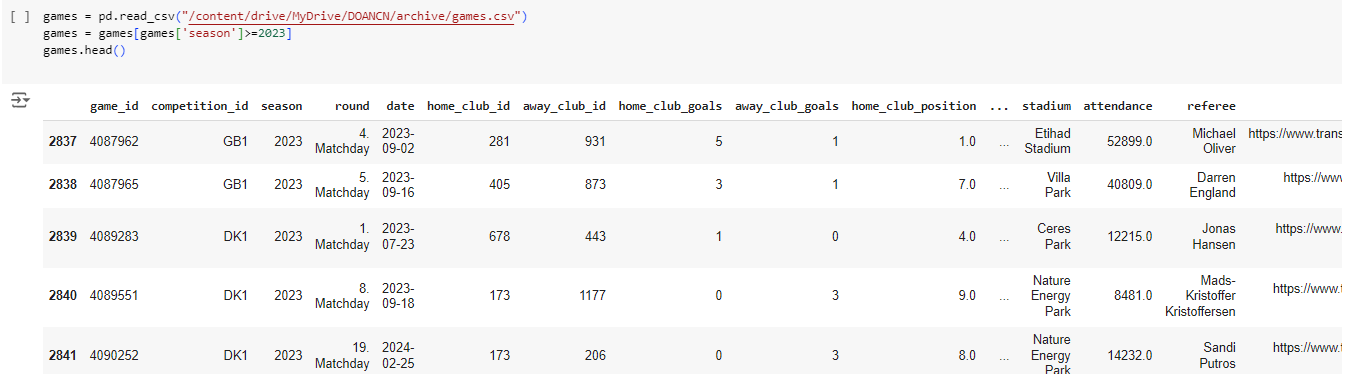 [ ] games = pd.read_csv("/content/drive/MyDrive/DOANCN/archive/games.csv")
games = games[games['season']>=2023]
games.head()
game_id competition_id season round date home_club_id away_club_id home_club_goals away_club_goals home_club_position ... stadium attendance referee
2837 4087962 GB1 2023 4. Matchday 2023-09-02 281 931 5 1 1.0 ... Etihad Stadium 52899.0 Michael Oliver https://www.trans
2838 4087965 GB1 2023 5. Matchday 2023-09-16 405 873 3 1 7.0 ... Villa Park 40809.0 Darren England https://www
2839 4089283 DK1 2023 1. Matchday 2023-07-23 678 443 1 0 4.0 ... Ceres Park 12215.0 Jonas Hansen https://www.
2840 4089551 DK1 2023 8. Matchday 2023-09-18 173 1177 0 3 9.0 ... Nature Energy Park 8481.0 Mads-Kristoffer Kristoffersen https://www.t
2841 4090252 DK1 2023 19. Matchday 2024-02-25 173 206 0 3 8.0 ... Nature Energy Park 14232.0 Sandi Putros https://www.t